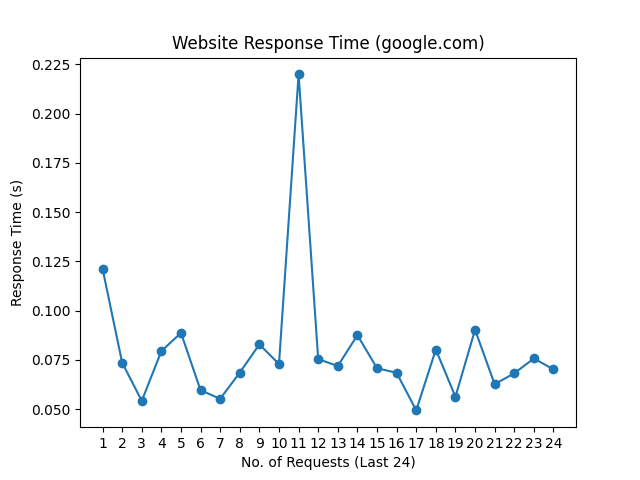 Website Response Time (google.com)
0.225
0.200
0.175
0.150
0.125
0.100
0.075
0.050
Response Time (s)
1 2 3 4 5 6 7 8 9 10 11 12 13 14 15 16 17 18 19 20 21 22 23 24
No. of Requests (Last 24)